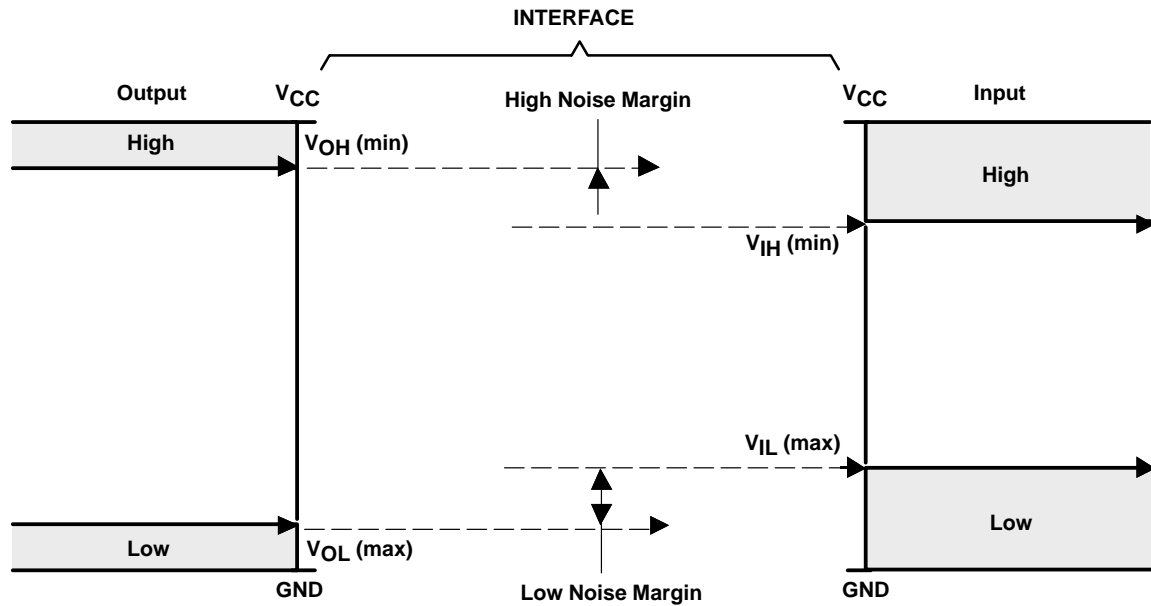 INTERFACE
Output
VCC
High Noise Margin
VCC
Input
High
VOH (min)
High
VIH (min)
VIL (max)
Low
VOL (max)
Low
GND
Low Noise Margin
GND